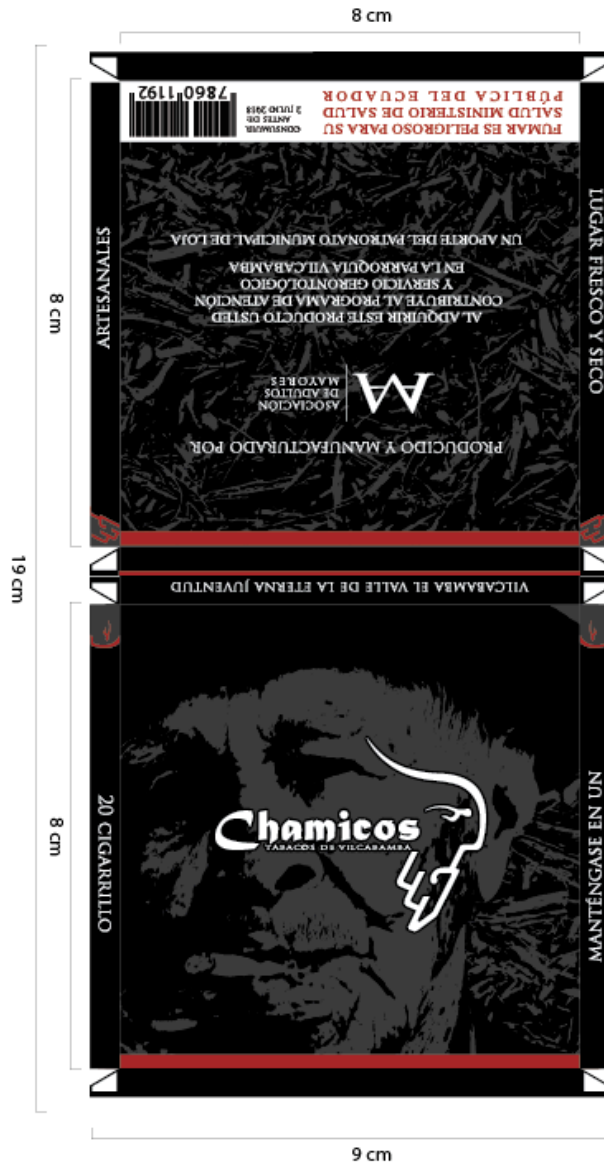 8 cm
7860 1192
CONSUMIR
ANTES DE:
2 JULIO 2018
FUMAR ES PELIGROSO PARA SU
SALUD MINISTERIO DE SALUD
PÚBLICA DEL ECUADOR
PRODUCIDO Y MANUFACTURADO POR
AA
ASOCIACIÓN
DE ADULTOS
MAYORES
AL ADQUIRIR ESTE PRODUCTO USTED
CONTRIBUYE AL PROGRAMA DE ATENCIÓN
Y SERVICIO GERONTOLÓGICO
EN LA PARROQUIA VILCABAMBA
UN APORTE DEL PATRONATO MUNICIPAL DE LOJA
ARTESANALES
LUGAR FRESCO Y SECO
8 cm
19 cm
VILCABAMBA EL VALLE DE LA ETERNA JUVENTUD
Chamicos
TABACOS DE VILCABAMBA
20 CIGARRILLO
MANTÉNGASE EN UN
8 cm
9 cm